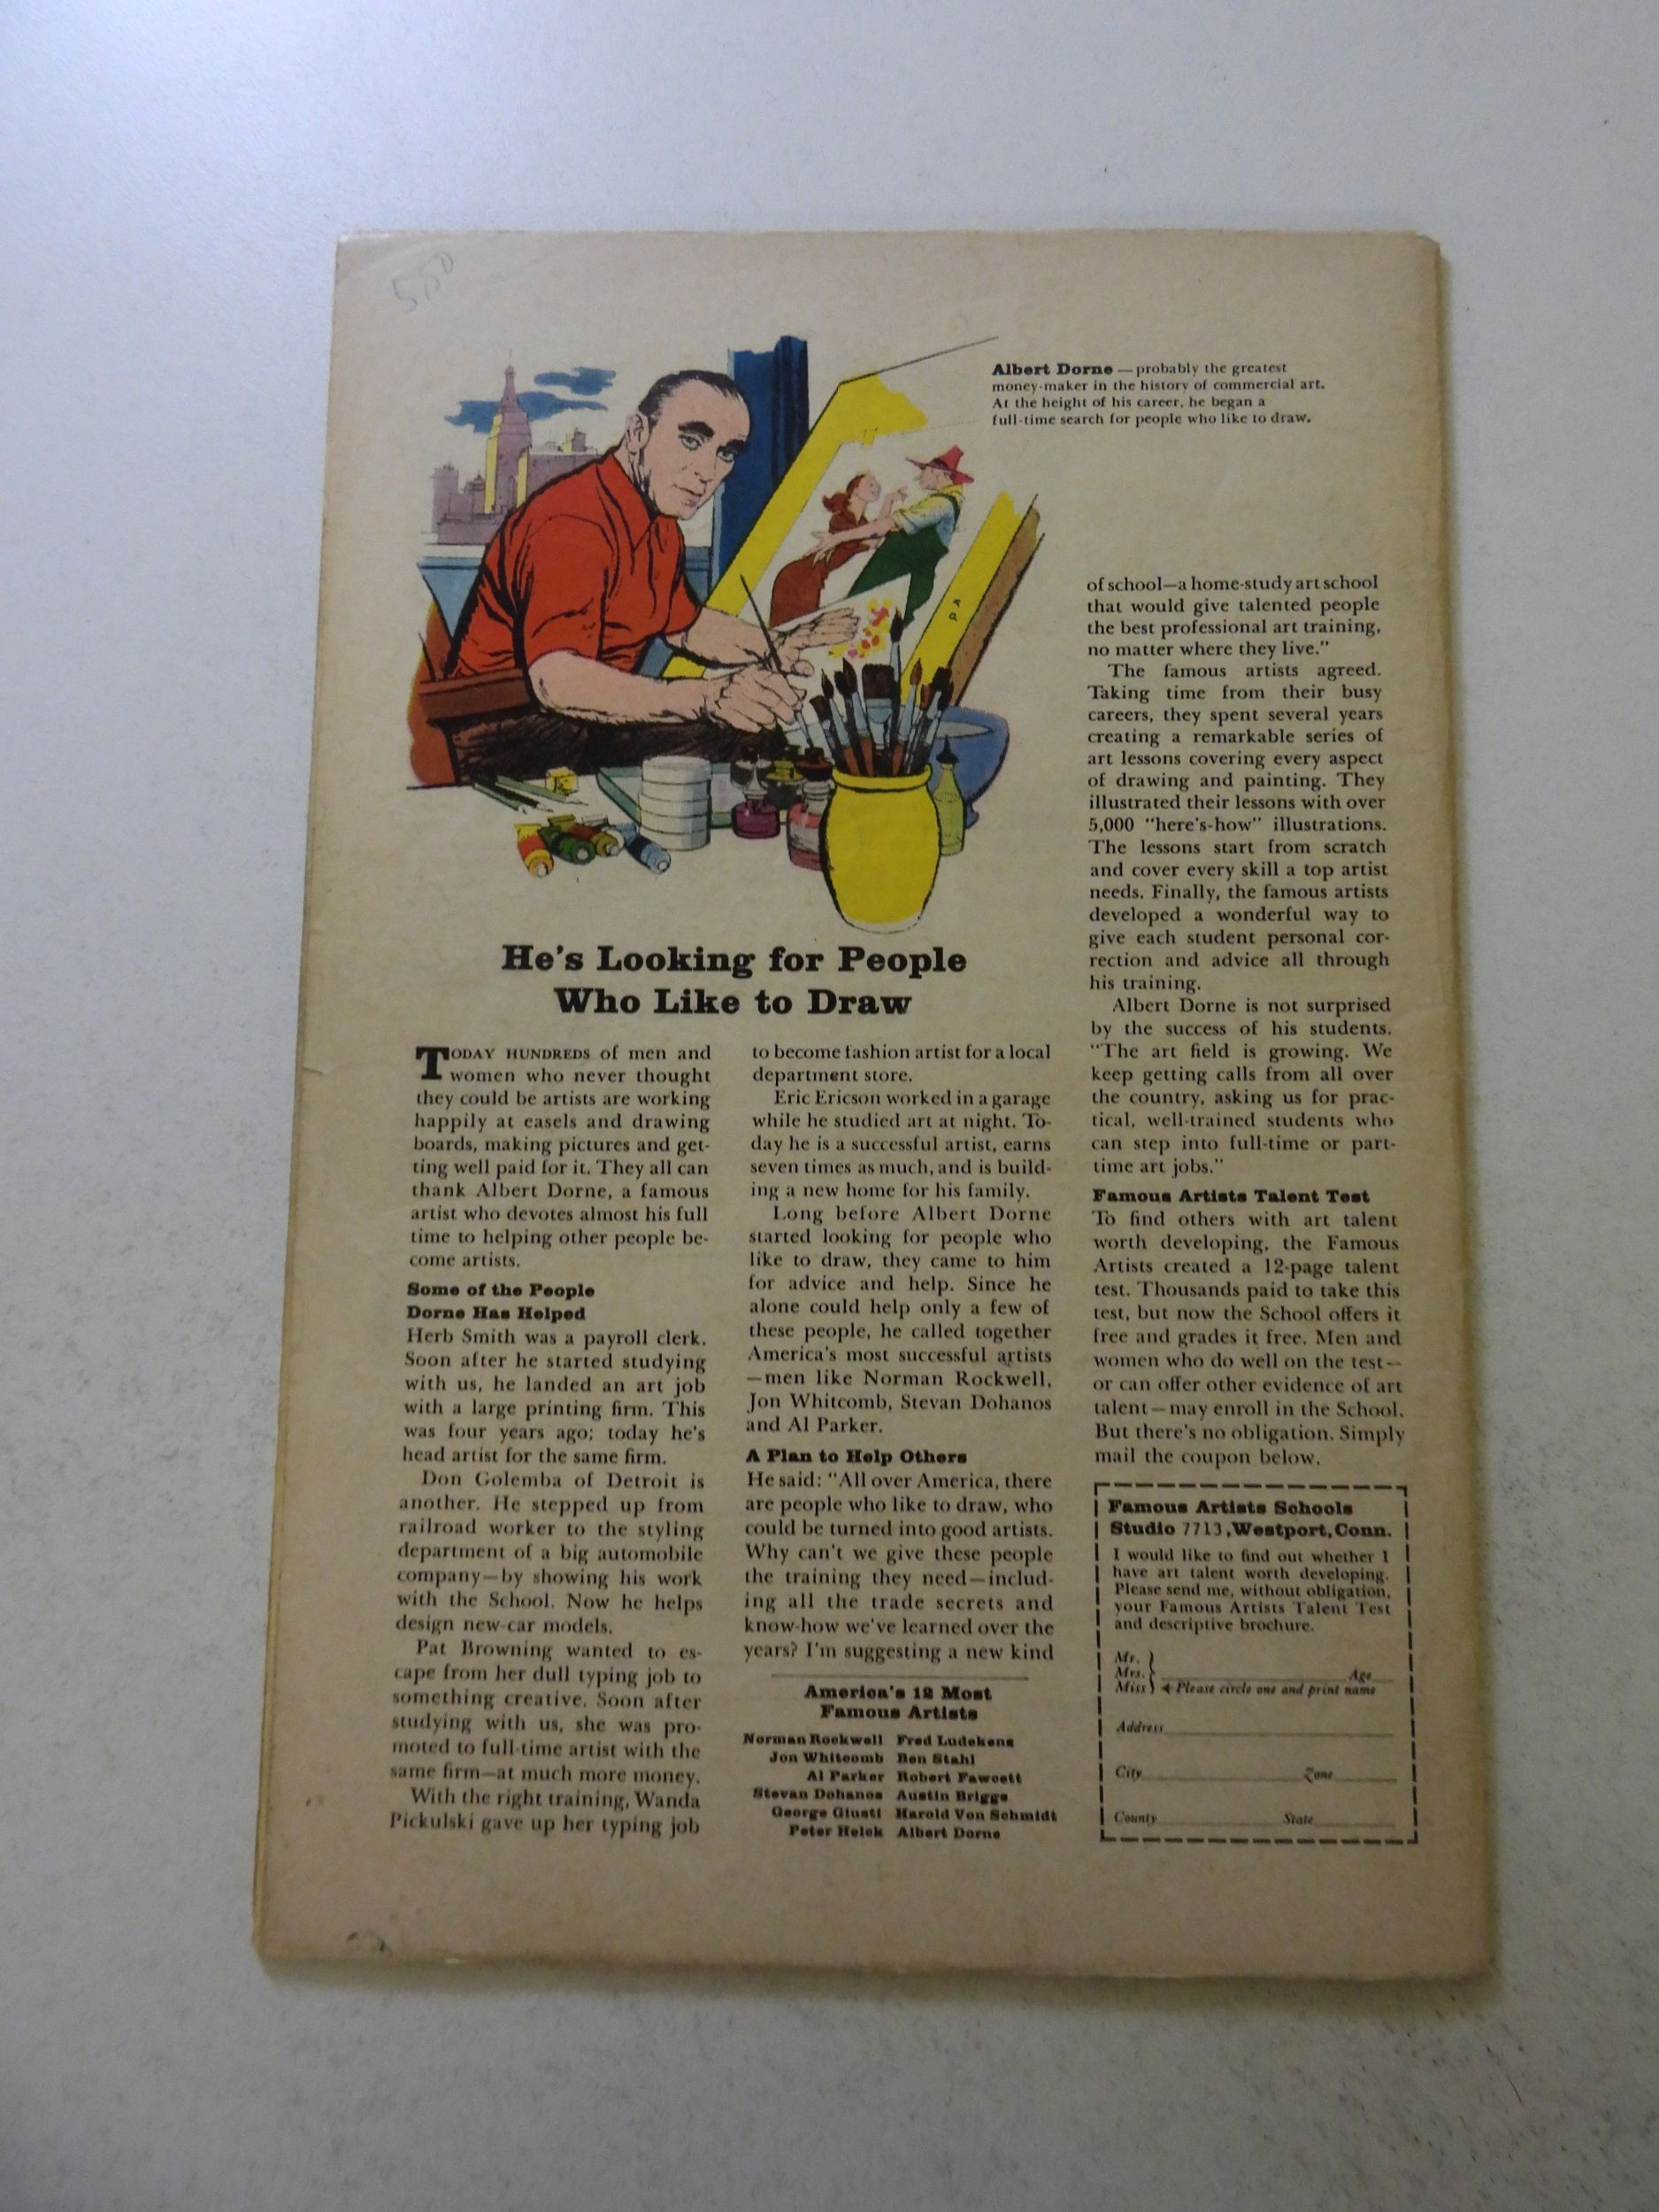 550
Albert Dorne — probably the greatest
money-maker in the history of commercial art.
At the height of his career, he began a
full-time search for people who like to draw.
He's Looking for People
Who Like to Draw
TODAY HUNDREDS of men and
women who never thought
they could be artists are working
happily at easels and drawing
boards, making pictures and get-
ting well paid for it. They all can
thank Albert Dorne, a famous
artist who devotes almost his full
time to helping other people be-
come artists.
Some of the People
Dorne Has Helped
Herb Smith was a payroll clerk.
Soon after he started studying
with us, he landed an art job
with a large printing firm. This
was four years ago; today he's
head artist for the same firm.
Don Golemba of Detroit is
another. He stepped up from
railroad worker to the styling
department of a big automobile
company—by showing his work
with the School. Now he helps
design new-car models.
Pat Browning wanted to es-
cape from her dull typing job to
something creative. Soon after
studying with us, she was pro-
moted to full-time artist with the
same firm—at much more money.
With the right training, Wanda
Pickulski gave up her typing job
to become fashion artist for a local
department store.
Eric Ericson worked in a garage
while he studied art at night. To-
day he is a successful artist, earns
seven times as much, and is build-
ing a new home for his family.
Long before Albert Dorne
started looking for people who
like to draw, they came to him
for advice and help. Since he
alone could help only a few of
these people, he called together
America's most successful artists
—men like Norman Rockwell,
Jon Whitcomb, Stevan Dohanos
and Al Parker.
A Plan to Help Others
He said: "All over America, there
are people who like to draw, who
could be turned into good artists.
Why can't we give these people
the training they need—includ-
ing all the trade secrets and
know-how we've learned over the
years? I'm suggesting a new kind
of school—a home-study art school
that would give talented people
the best professional art training,
no matter where they live."
The famous artists agreed.
Taking time from their busy
careers, they spent several years
creating a remarkable series of
art lessons covering every aspect
of drawing and painting. They
illustrated their lessons with over
5,000 "here's-how" illustrations.
The lessons start from scratch
and cover every skill a top artist
needs. Finally, the famous artists
developed a wonderful way to
give each student personal cor-
rection and advice all through
his training.
Albert Dorne is not surprised
by the success of his students.
"The art field is growing. We
keep getting calls from all over
the country, asking us for prac-
tical, well-trained students who
can step into full-time or part-
time art jobs."
Famous Artists Talent Test
To find others with art talent
worth developing, the Famous
Artists created a 12-page talent
test. Thousands paid to take this
test, but now the School offers it
free and grades it free. Men and
women who do well on the test—
or can offer other evidence of art
talent—may enroll in the School.
But there's no obligation. Simply
mail the coupon below.
America's 12 Most
Famous Artists
Norman Rockwell Fred Ludekens
Jon Whitcomb Ben Stahl
Al Parker Robert Fawcett
Stevan Dohanos Austin Briggs
George Giusti Harold Von Schmidt
Peter Helck Albert Dorne
Famous Artists Schools
Studio 7713, Westport, Conn.
I would like to find out whether I
have art talent worth developing.
Please send me, without obligation,
your Famous Artists Talent Test
and descriptive brochure.
Mr.
Mrs. Age
Miss Please circle one and print name
Address
City Zone
County State